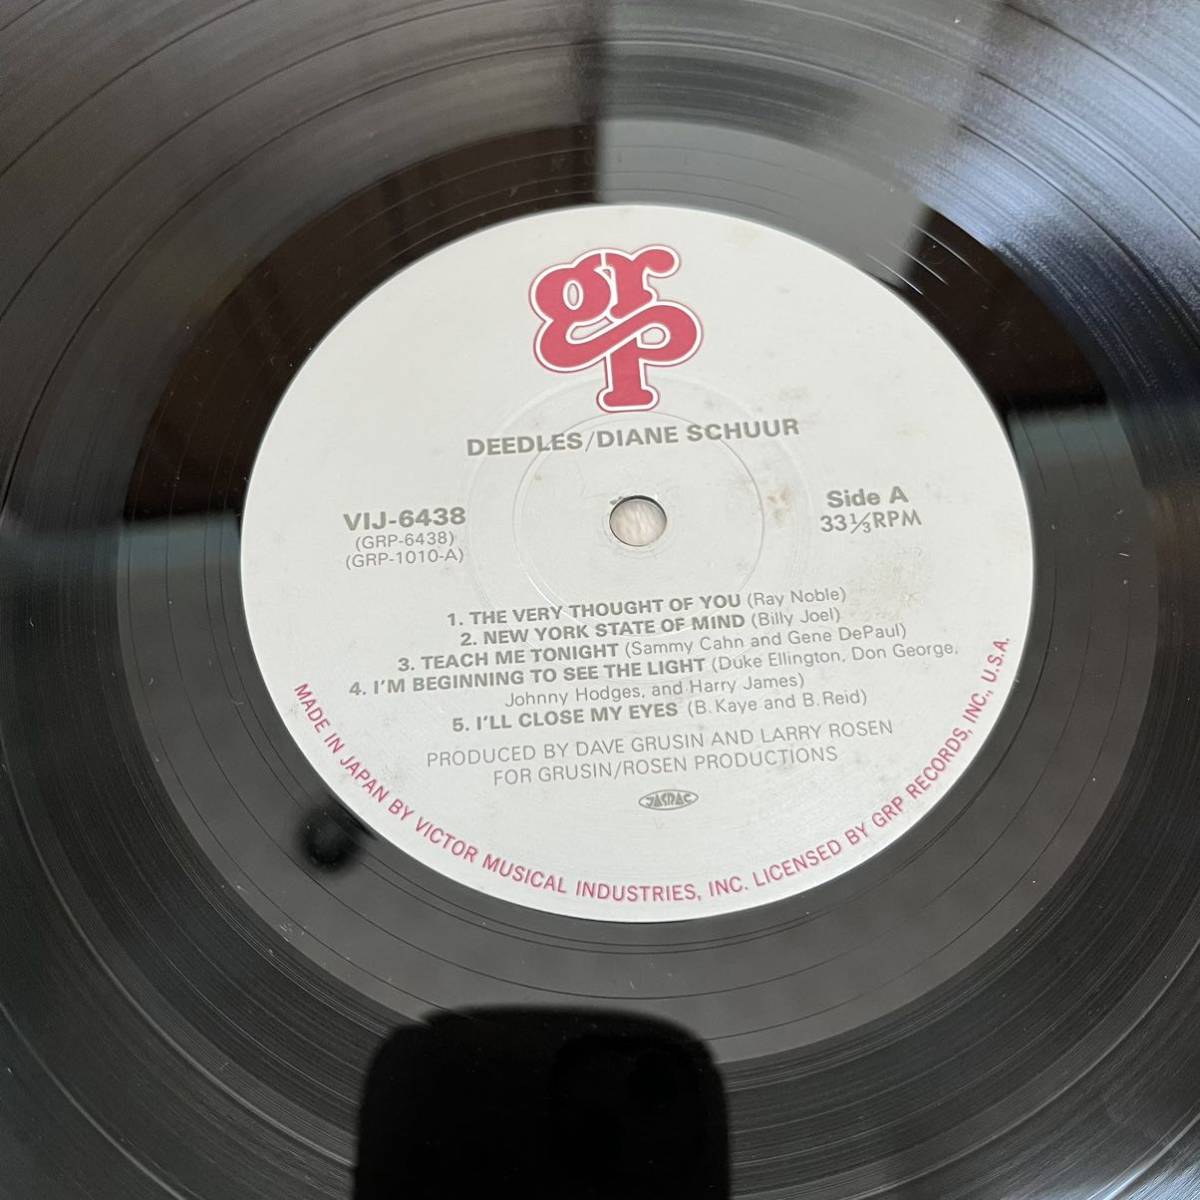 grp
DEEDLES/DIANE SCHUUR
VIJ-6438
(GRP-6438)
(GRP-1010-A)
Side A
33⅓RPM
1. THE VERY THOUGHT OF YOU (Ray Noble)
2. NEW YORK STATE OF MIND (Billy Joel)
3. TEACH ME TONIGHT (Sammy Cahn and Gene DePaul)
4. I'M BEGINNING TO SEE THE LIGHT (Duke Ellington, Don George,
Johnny Hodges, and Harry James)
5. I'LL CLOSE MY EYES (B. Kaye and B. Reid)
PRODUCED BY DAVE GRUSIN AND LARRY ROSEN
FOR GRUSIN/ROSEN PRODUCTIONS
JASRAC
MADE IN JAPAN BY VICTOR MUSICAL INDUSTRIES, INC. LICENSED BY GRP RECORDS, INC., U.S.A.